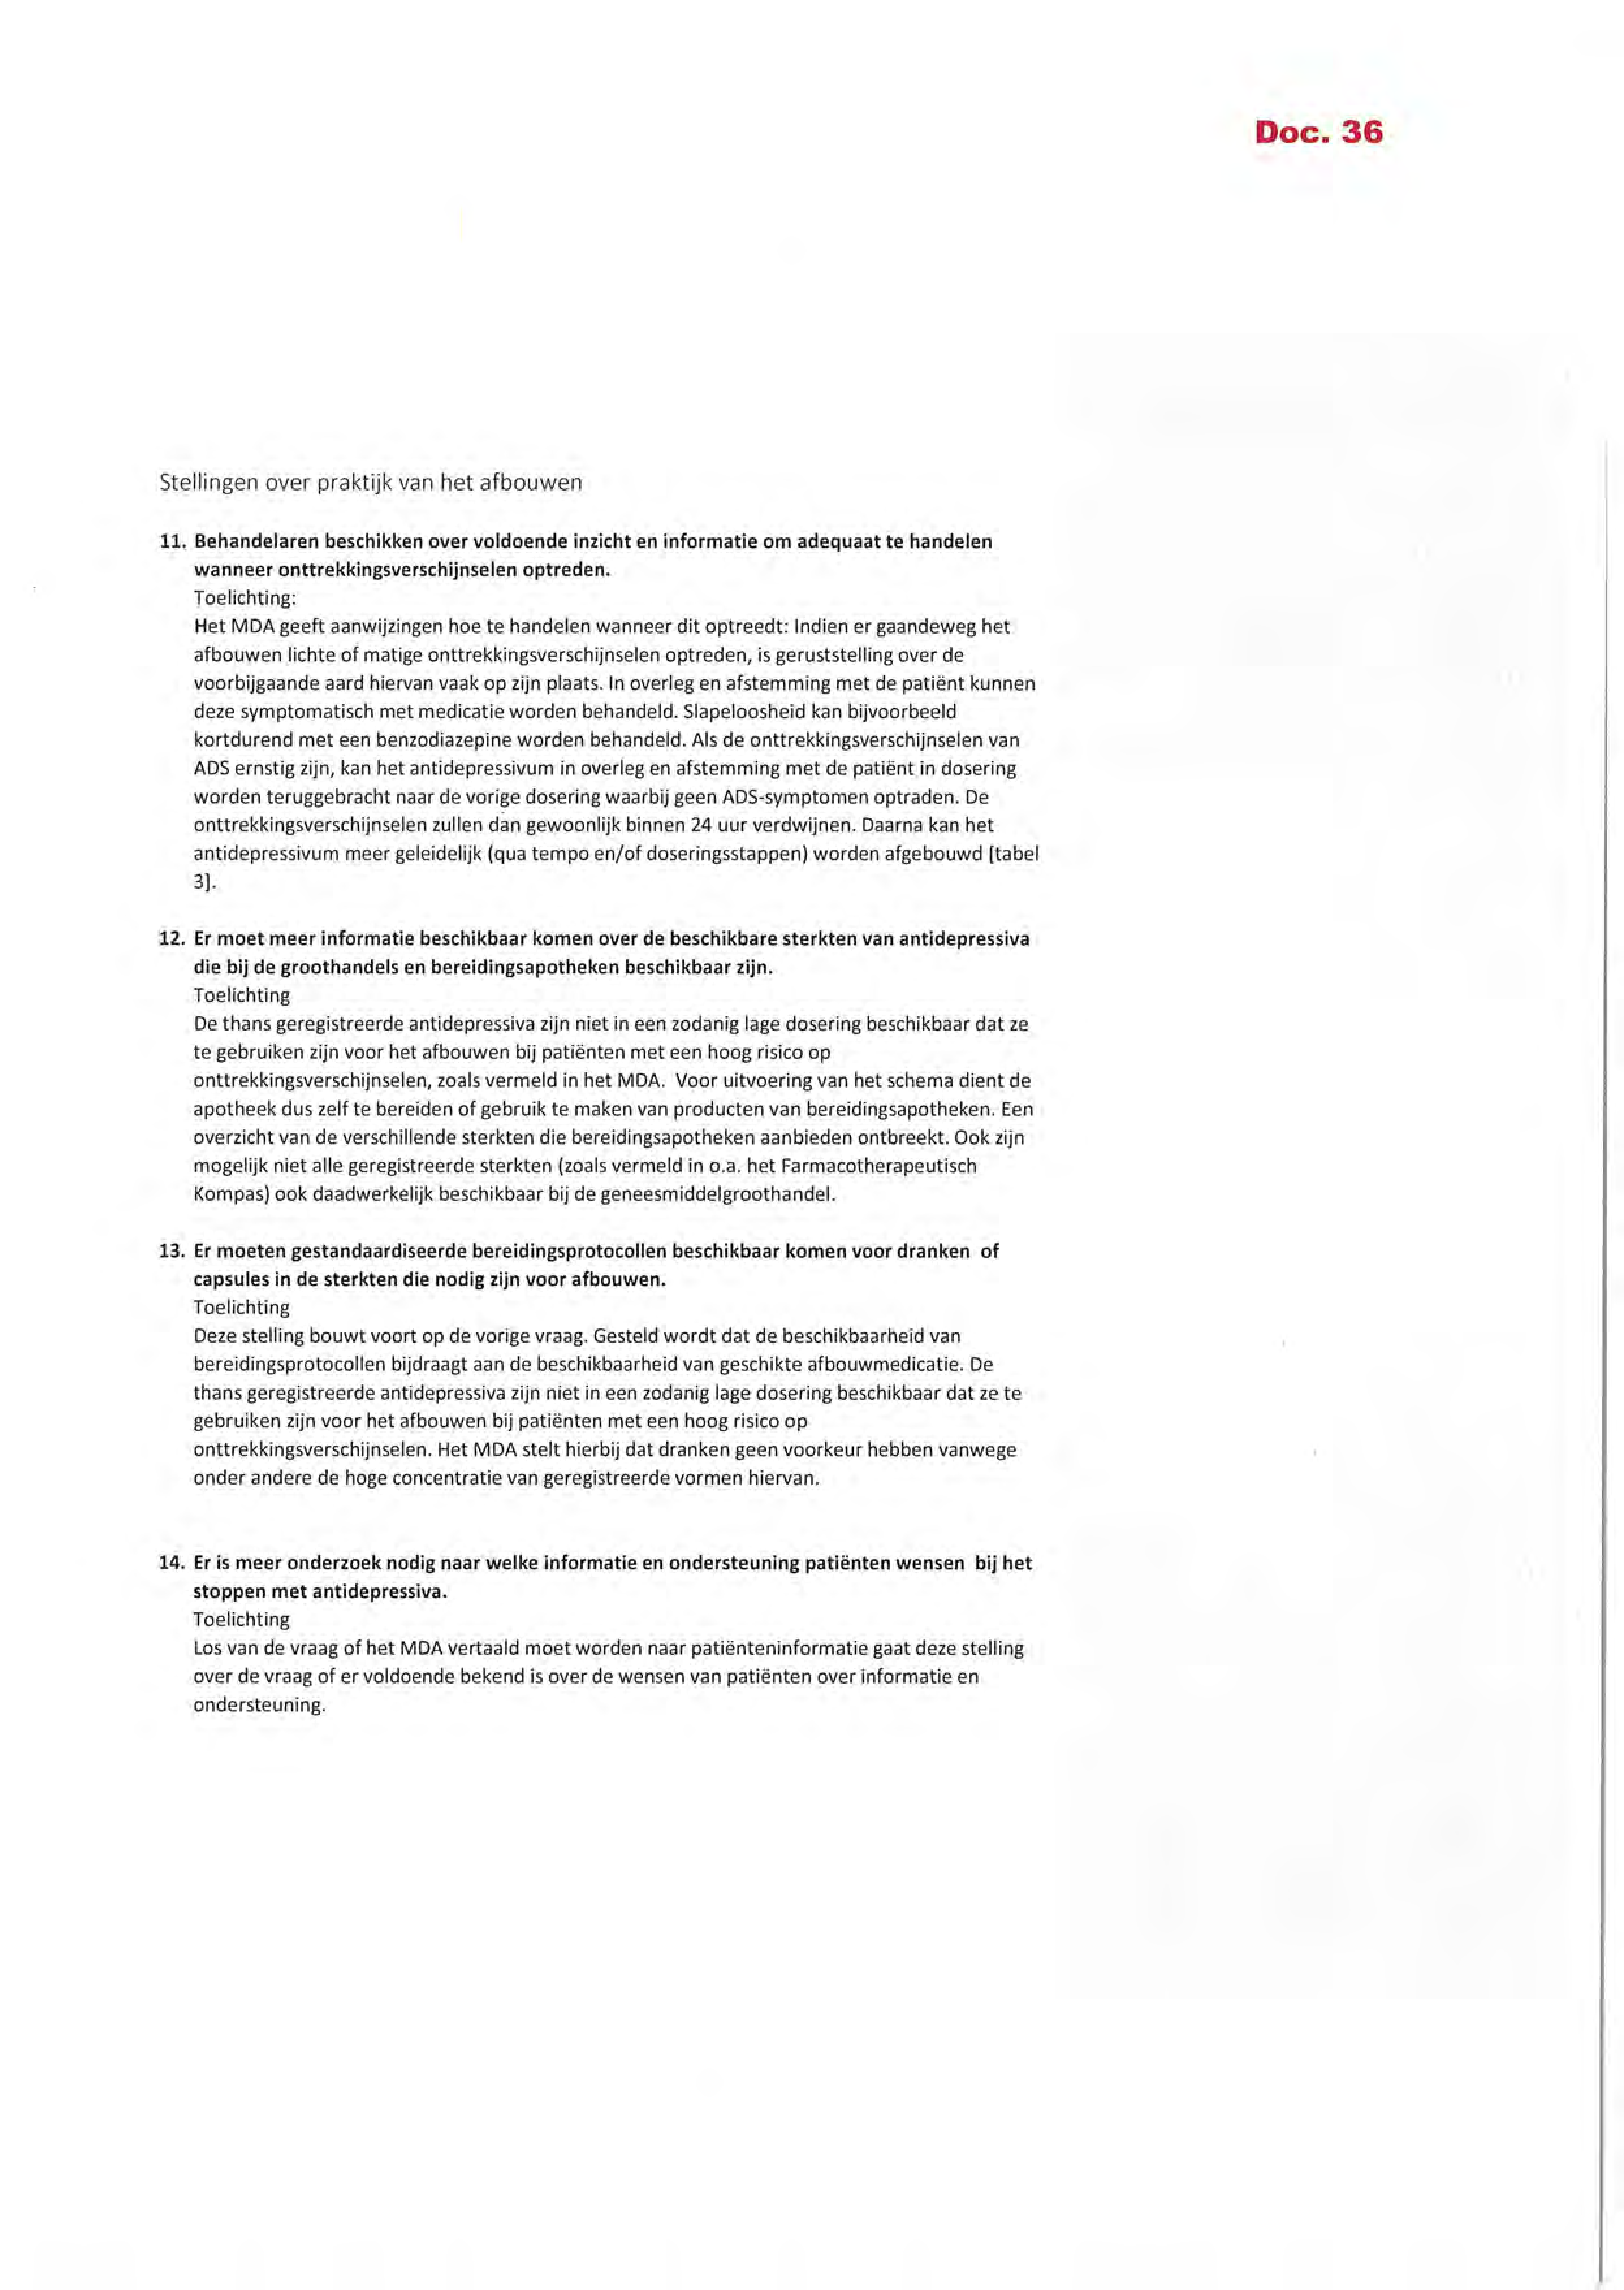 Doc. 36
Stellingen over praktijk van het afbouwen
11. Behandelaren beschikken over voldoende inzicht en informatie om adequaat te handelen
wanneer onttrekkingsverschijnselen optreden.
Toelichting:
Het MDA geeft aanwijzingen hoe te handelen wanneer dit optreedt: Indien er gaandeweg het
afbouwen lichte of matige onttrekkingsverschijnselen optreden, is geruststelling over de
voorbijgaande aard hiervan vaak op zijn plaats. In overleg en afstemming met de patiënt kunnen
deze symptomatisch met medicatie worden behandeld. Slapeloosheid kan bijvoorbeeld
kortdurend met een benzodiazepine worden behandeld. Als de onttrekkingsverschijnselen van
ADS ernstig zijn, kan het antidepressivum in overleg en afstemming met de patiënt in dosering
worden teruggebracht naar de vorige dosering waarbij geen ADS-symptomen optraden. De
onttrekkingsverschijnselen zullen dan gewoonlijk binnen 24 uur verdwijnen. Daarna kan het
antidepressivum meer geleidelijk (qua tempo en/of doseringsstappen) worden afgebouwd [tabel
3].
12. Er moet meer informatie beschikbaar komen over de beschikbare sterkten van antidepressiva
die bij de groothandels en bereidingsapotheken beschikbaar zijn.
Toelichting
De thans geregistreerde antidepressiva zijn niet in een zodanig lage dosering beschikbaar dat ze
te gebruiken zijn voor het afbouwen bij patiënten met een hoog risico op
onttrekkingsverschijnselen, zoals vermeld in het MDA.  Voor uitvoering van het schema dient de
apotheek dus zelf te bereiden of gebruik te maken van producten van bereidingsapotheken. Een
overzicht van de verschillende sterkten die bereidingsapotheken aanbieden ontbreekt. Ook zijn
mogelijk niet alle geregistreerde sterkten (zoals vermeld in o.a. het Farmacotherapeutisch
Kompas) ook daadwerkelijk beschikbaar bij de geneesmiddelgroothandel.
13. Er moeten gestandaardiseerde bereidingsprotocollen beschikbaar komen voor dranken  of
capsules in de sterkten die nodig zijn voor afbouwen.
Toelichting
Deze stelling bouwt voort op de vorige vraag. Gesteld wordt dat de beschikbaarheid van
bereidingsprotocollen bijdraagt aan de beschikbaarheid van geschikte afbouwmedicatie. De
thans geregistreerde antidepressiva zijn niet in een zodanig lage dosering beschikbaar dat ze te
gebruiken zijn voor het afbouwen bij patiënten met een hoog risico op
onttrekkingsverschijnselen. Het MDA stelt hierbij dat dranken geen voorkeur hebben vanwege
onder andere de hoge concentratie van geregistreerde vormen hiervan.
14. Er is meer onderzoek nodig naar welke informatie en ondersteuning patiënten wensen  bij het
stoppen met antidepressiva.
Toelichting
Los van de vraag of het MDA vertaald moet worden naar patiënteninformatie gaat deze stelling
over de vraag of er voldoende bekend is over de wensen van patiënten over informatie en
ondersteuning.